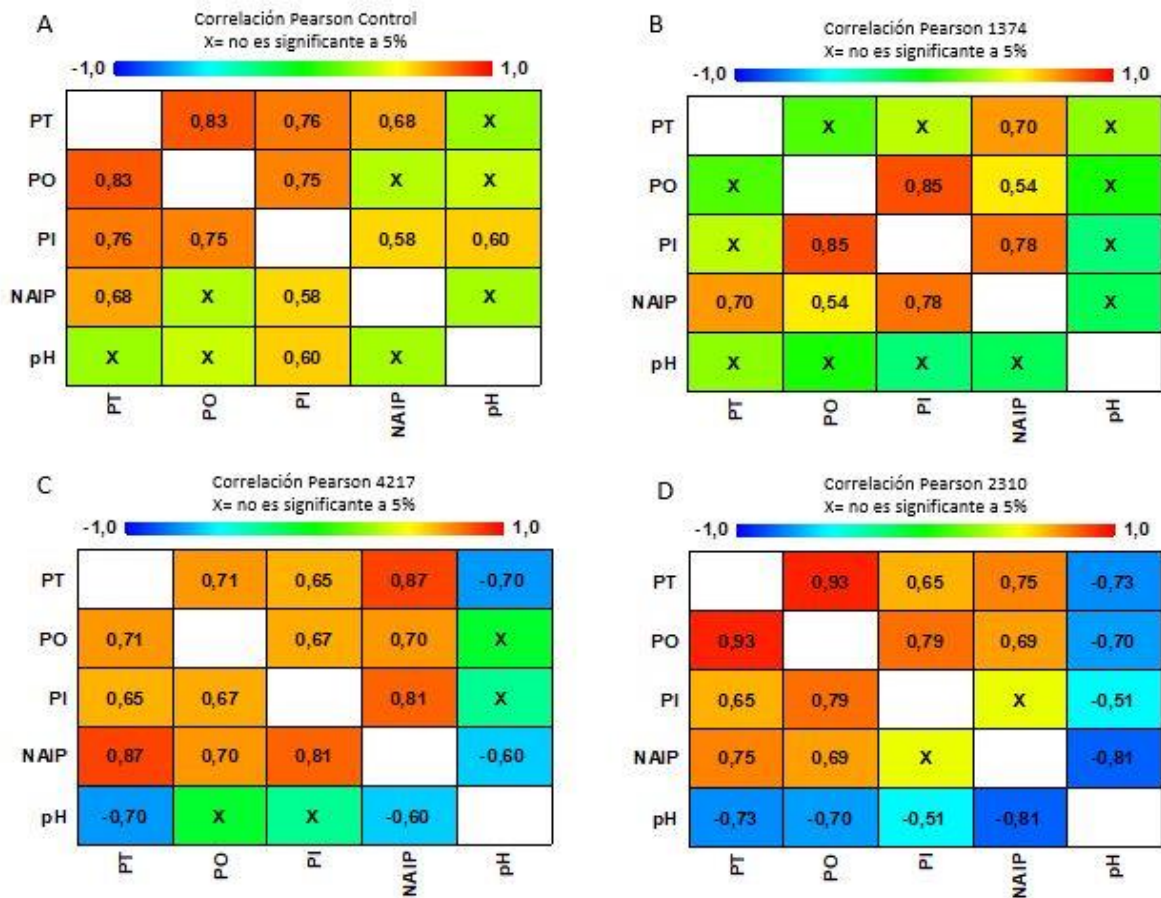 A
Correlación Pearson Control
X= no es significante a 5%
-1,0 1,0
PT 0,83 0,76 0,68 X
PO 0,83 0,75 X X
PI 0,76 0,75 0,58 0,60
NAIP 0,68 X 0,58 X
pH X X 0,60 X
PT PO PI NAIP pH
B
Correlación Pearson 1374
X= no es significante a 5%
-1,0 1,0
PT X X 0,70 X
PO X 0,85 0,54 X
PI X 0,85 0,78 X
NAIP 0,70 0,54 0,78 X
pH X X X X
PT PO PI NAIP pH
C
Correlación Pearson 4217
X= no es significante a 5%
-1,0 1,0
PT 0,71 0,65 0,87 -0,70
PO 0,71 0,67 0,70 X
PI 0,65 0,67 0,81 X
NAIP 0,87 0,70 0,81 -0,60
pH -0,70 X X -0,60
PT PO PI NAIP pH
D
Correlación Pearson 2310
X= no es significante a 5%
-1,0 1,0
PT 0,93 0,65 0,75 -0,73
PO 0,93 0,79 0,69 -0,70
PI 0,65 0,79 X -0,51
NAIP 0,75 0,69 X -0,81
pH -0,73 -0,70 -0,51 -0,81
PT PO PI NAIP pH